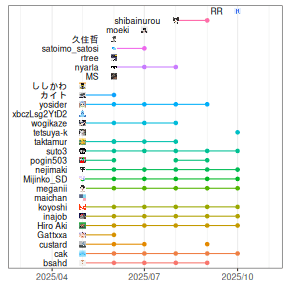 RR
shibainurou
moeki
久住哲
satoimo_satosi
rtree
nyarla
MS
ししかわ
カイト
yosider
xbczLsg2YtD2
wogikaze
tetsuya-k
taktamur
suto3
pogin503
nejimaki
Mijinko_SD
meganii
maichan
koyoshi
inajob
Hiro Aki
Gattxxa
custard
cak
bsahd
2025/04 2025/07 2025/10